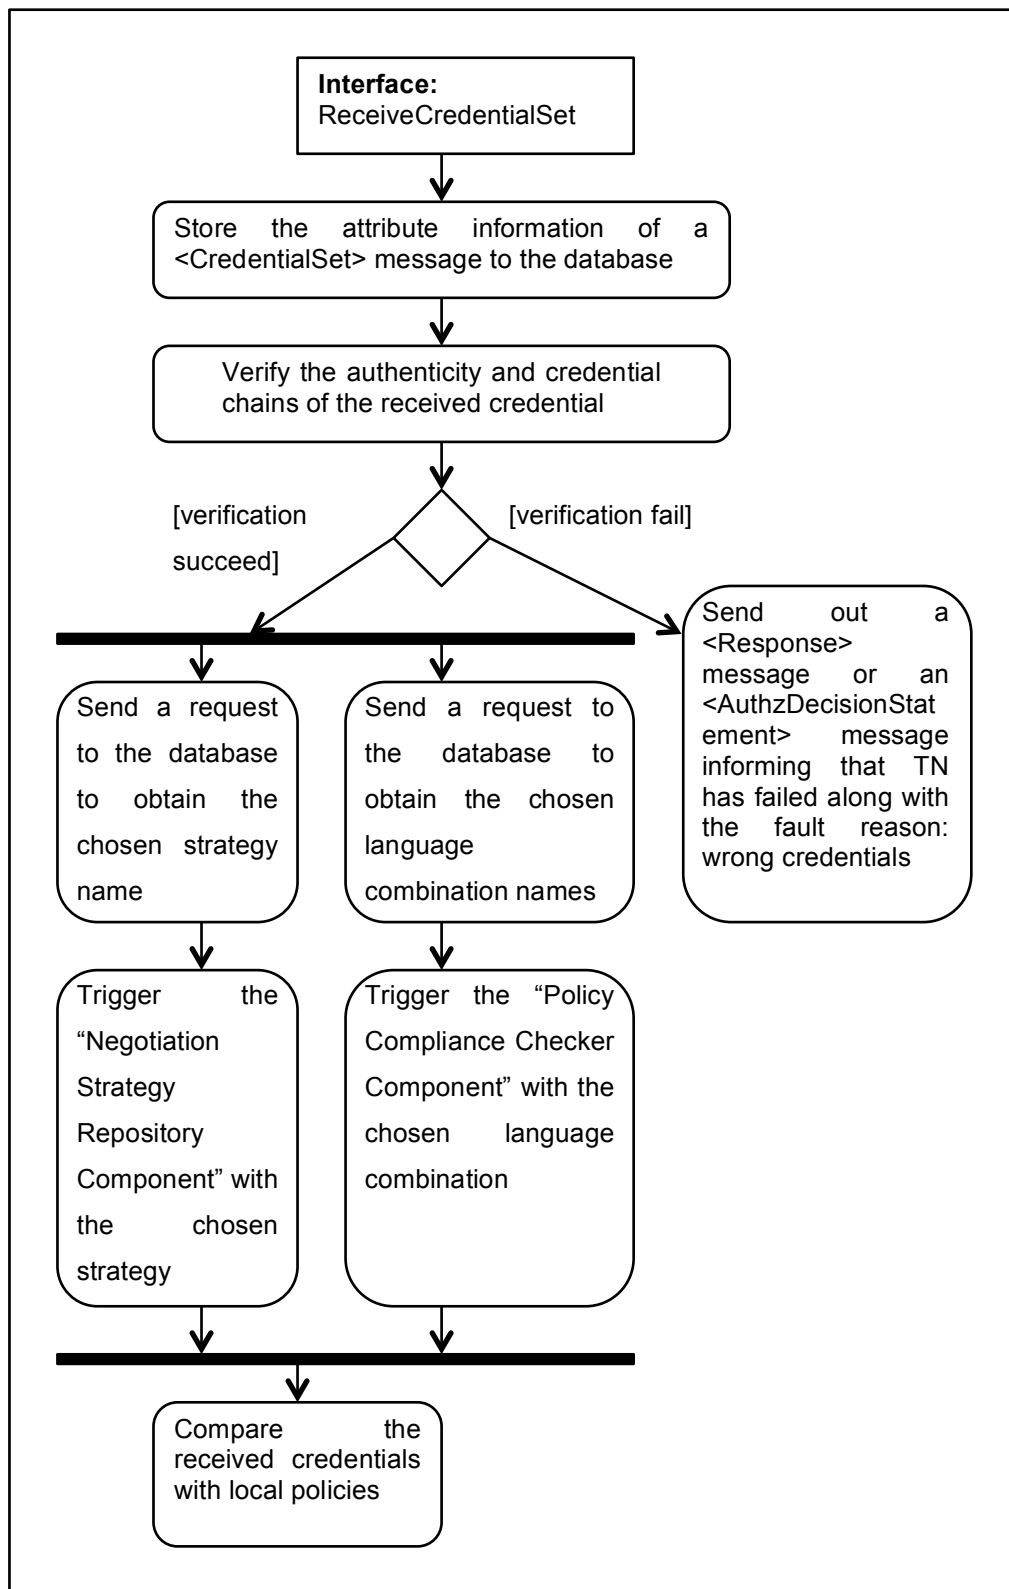 Interface:
ReceiveCredentialSet
Store the attribute information of a
<CredentialSet> message to the database
Verify the authenticity and credential
chains of the received credential
[verification
succeed]
[verification fail]
Send out a
<Response>
message or an
<AuthzDecisionStat
ement> message
informing that TN
has failed along with
the fault reason:
wrong credentials
Send a request
to the database
to obtain the
chosen strategy
name
Send a request to
the database to
obtain the chosen
language
combination names
Trigger the
“Negotiation
Strategy
Repository
Component” with
the chosen
strategy
Trigger the “Policy
Compliance Checker
Component” with the
chosen language
combination
Compare the
received credentials
with local policies